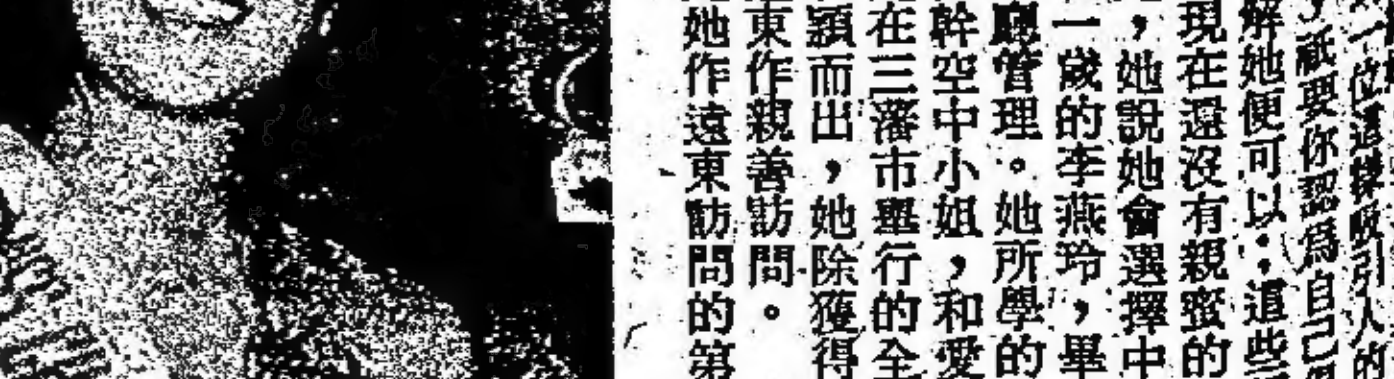 一位這樣吸引人的
祇要你認爲自己
解她便可以：這些
現在還沒有親蜜的
，她說她會選擇中
一歲的李燕玲，畢
廳管理。她所學的
幹空中小姐，和愛
在三藩市舉行的全
穎而出，她除獲得
東作親善訪問。
她作遠東訪問的第